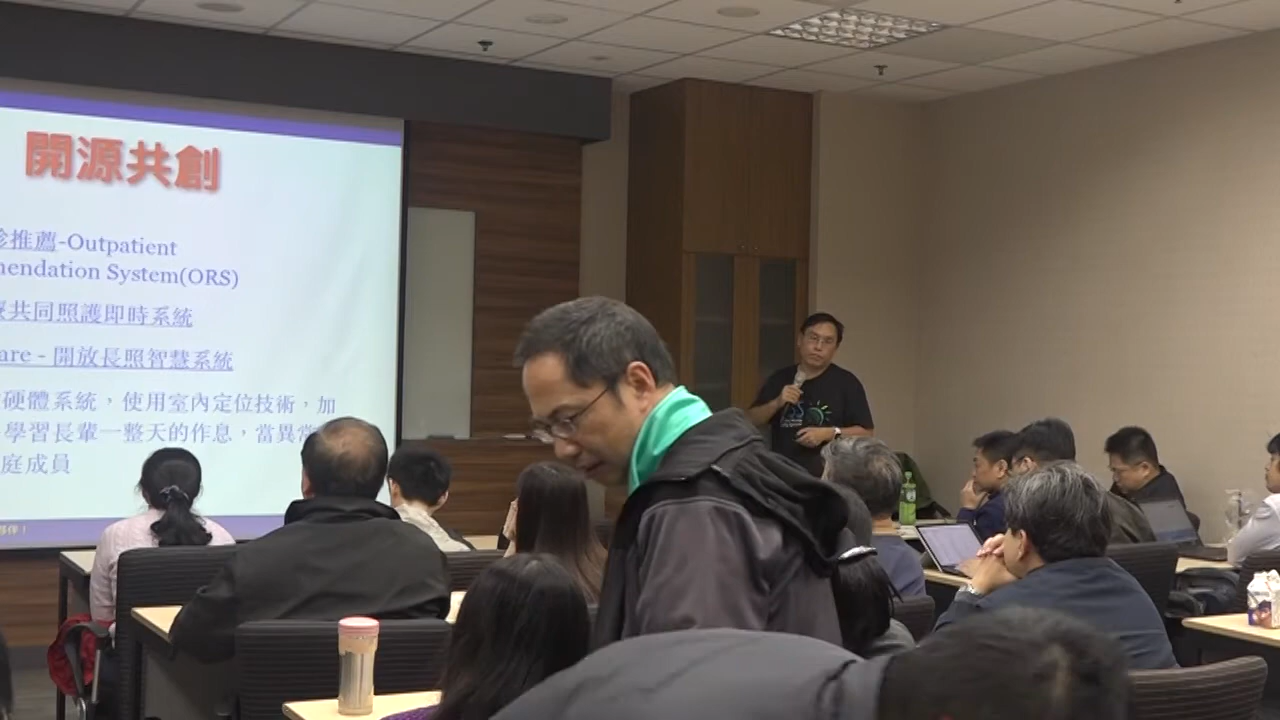 開源共創
診推薦-Outpatient
mendation System(ORS)
共同照護即時系統
are - 開放長照智慧系統
硬體系統，使用室內定位技術，加
學習長輩一整天的作息，當異常
庭成員